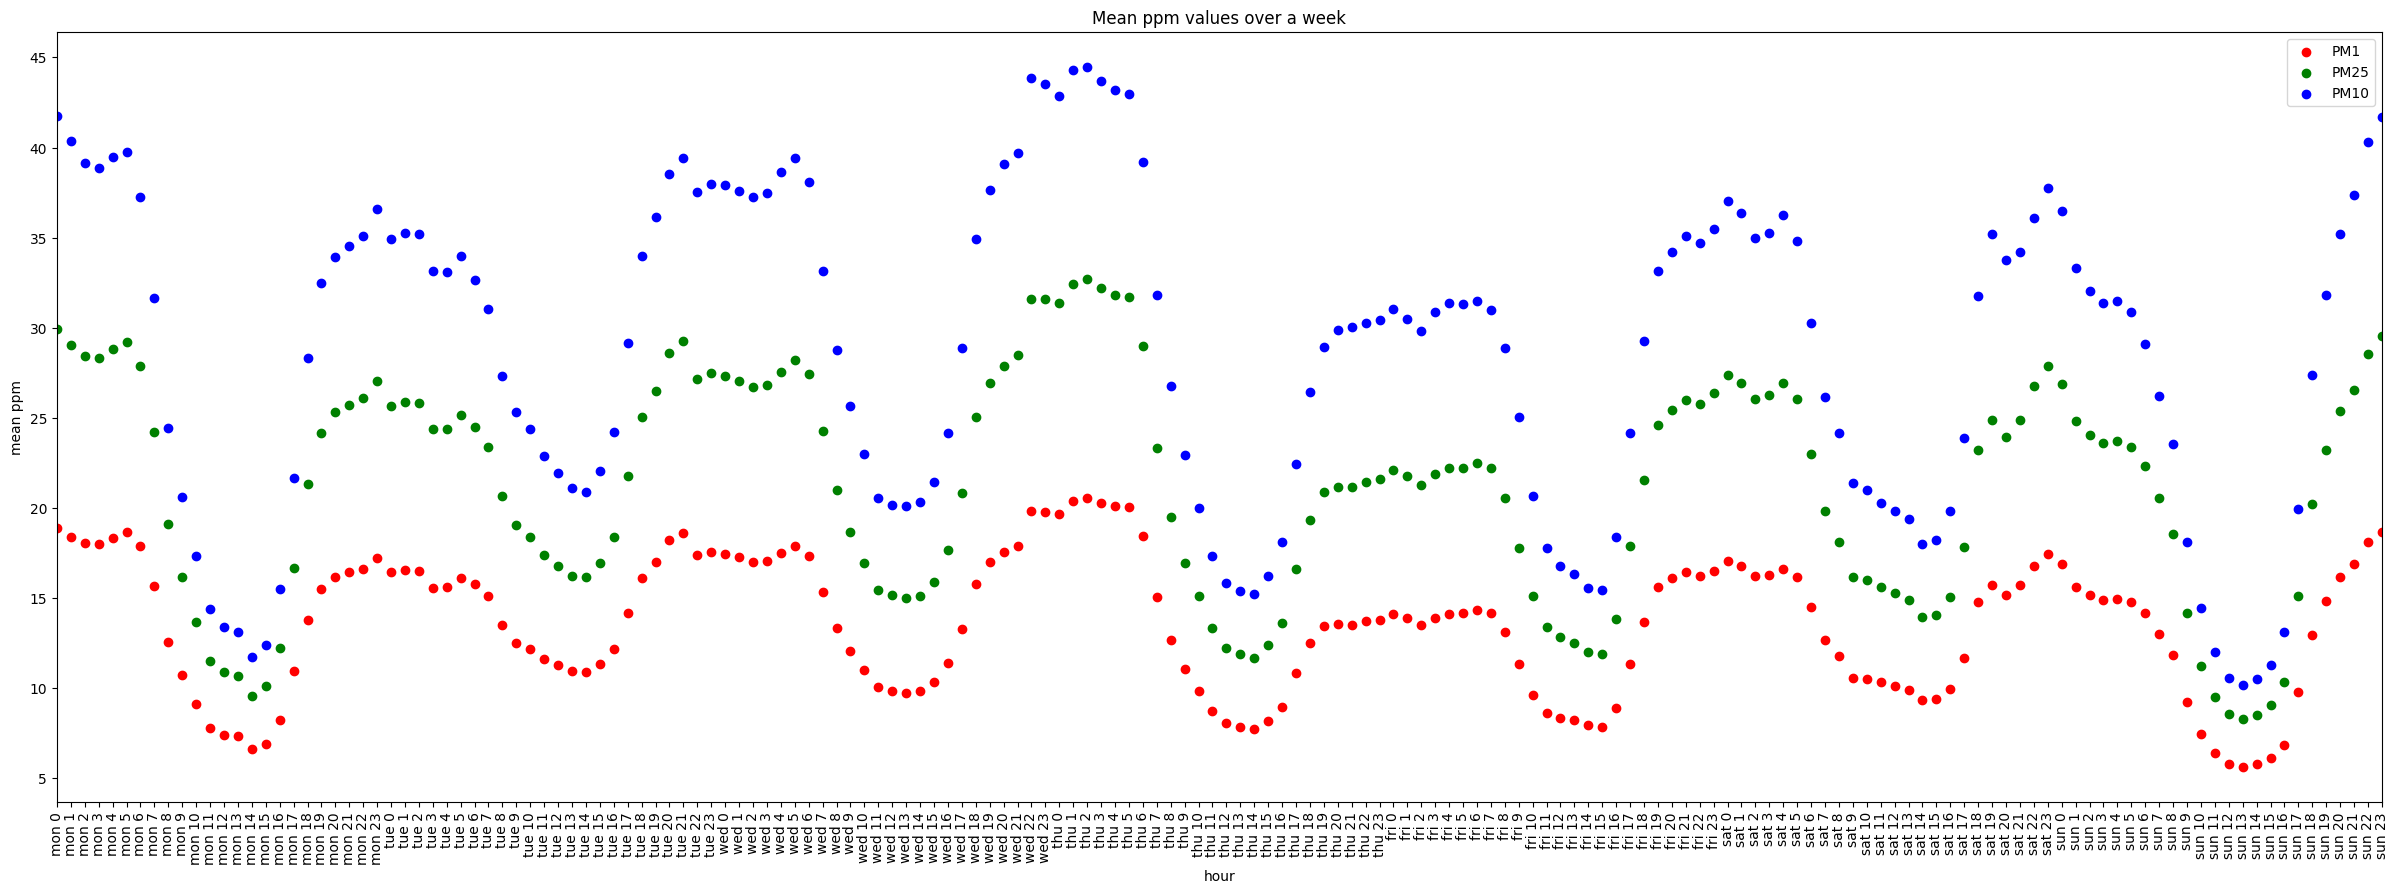 Mean ppm values over a week
PM1
PM25
PM10
mean ppm
45
40
35
30
25
20
15
10
5
mon 0
mon 1
mon 2
mon 3
mon 4
mon 5
mon 6
mon 7
mon 8
mon 9
mon 10
mon 11
mon 12
mon 13
mon 14
mon 15
mon 16
mon 17
mon 18
mon 19
mon 20
mon 21
mon 22
mon 23
tue 0
tue 1
tue 2
tue 3
tue 4
tue 5
tue 6
tue 7
tue 8
tue 9
tue 10
tue 11
tue 12
tue 13
tue 14
tue 15
tue 16
tue 17
tue 18
tue 19
tue 20
tue 21
tue 22
tue 23
wed 0
wed 1
wed 2
wed 3
wed 4
wed 5
wed 6
wed 7
wed 8
wed 9
wed 10
wed 11
wed 12
wed 13
wed 14
wed 15
wed 16
wed 17
wed 18
wed 19
wed 20
wed 21
wed 22
wed 23
thu 0
thu 1
thu 2
thu 3
thu 4
thu 5
thu 6
thu 7
thu 8
thu 9
thu 10
thu 11
thu 12
thu 13
thu 14
thu 15
thu 16
thu 17
thu 18
thu 19
thu 20
thu 21
thu 22
thu 23
fri 0
fri 1
fri 2
fri 3
fri 4
fri 5
fri 6
fri 7
fri 8
fri 9
fri 10
fri 11
fri 12
fri 13
fri 14
fri 15
fri 16
fri 17
fri 18
fri 19
fri 20
fri 21
fri 22
fri 23
sat 0
sat 1
sat 2
sat 3
sat 4
sat 5
sat 6
sat 7
sat 8
sat 9
sat 10
sat 11
sat 12
sat 13
sat 14
sat 15
sat 16
sat 17
sat 18
sat 19
sat 20
sat 21
sat 22
sat 23
sun 0
sun 1
sun 2
sun 3
sun 4
sun 5
sun 6
sun 7
sun 8
sun 9
sun 10
sun 11
sun 12
sun 13
sun 14
sun 15
sun 16
sun 17
sun 18
sun 19
sun 20
sun 21
sun 22
sun 23
hour